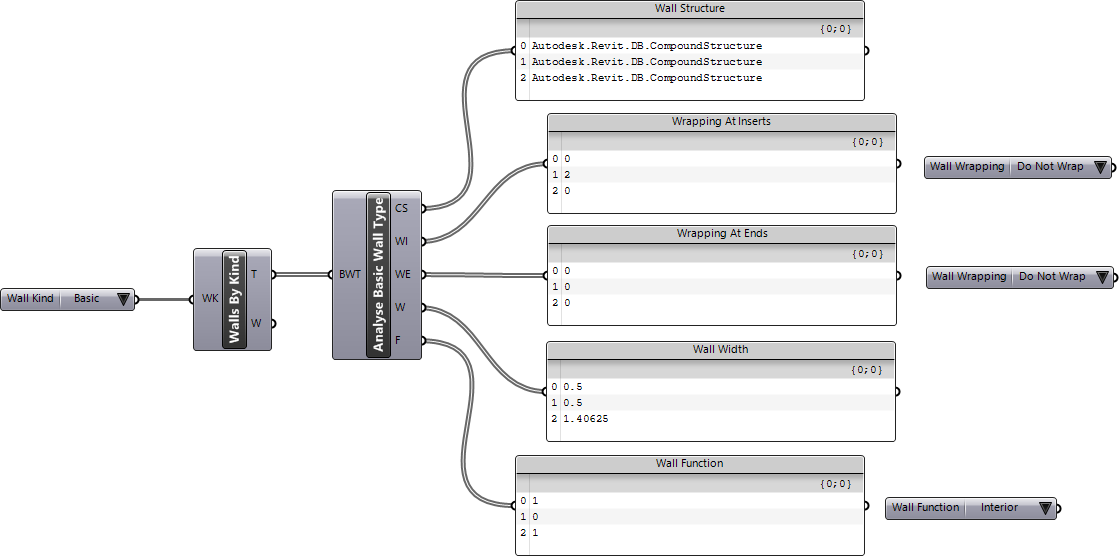 Wall Structure
{0;0}
0 Autodesk.Revit.DB.CompoundStructure
1 Autodesk.Revit.DB.CompoundStructure
2 Autodesk.Revit.DB.CompoundStructure
Wrapping At Inserts
{0;0}
0 0
1 2
2 0
Wall Wrapping Do Not Wrap
Wall Kind Basic
WK Walls By Kind T
W
BWT Analyse Basic Wall Type CS
WI
WE
W
F
Wrapping At Ends
{0;0}
0 0
1 0
2 0
Wall Wrapping Do Not Wrap
Wall Width
{0;0}
0 0.5
1 0.5
2 1.40625
Wall Function
{0;0}
0 1
1 0
2 1
Wall Function Interior